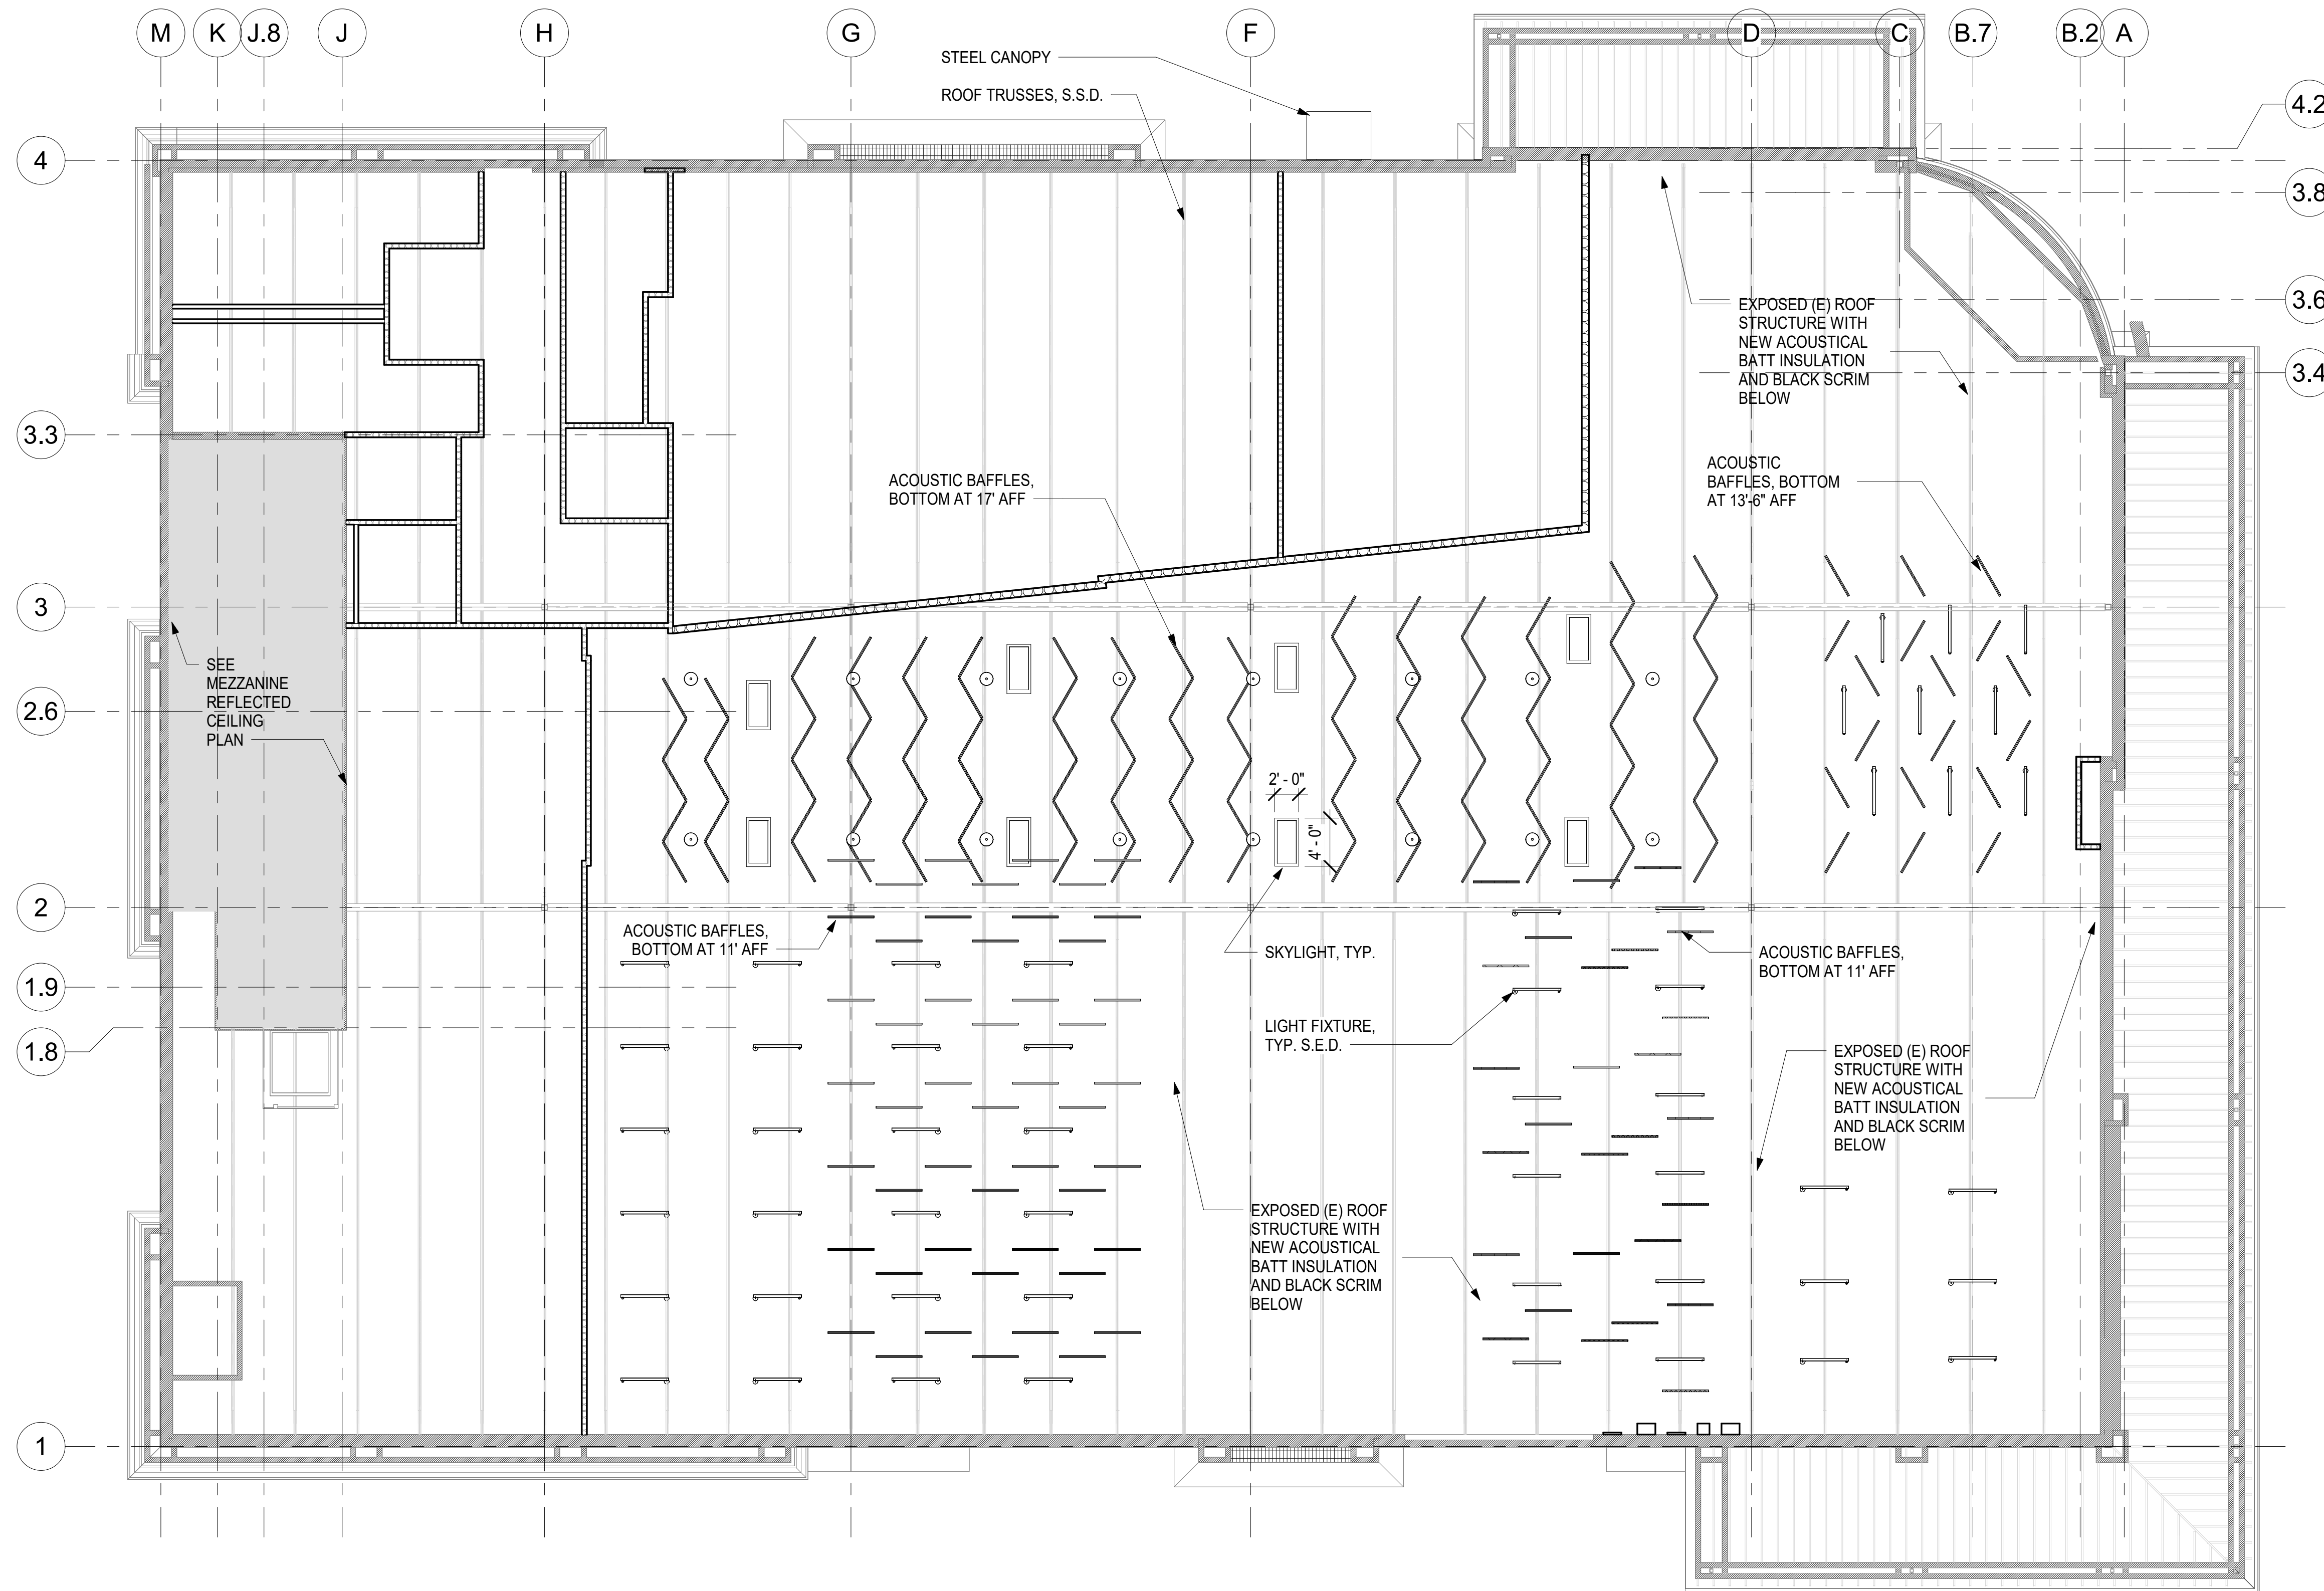 M
K
J.8
J
H
G
F
D
C
B.7
B.2
A
STEEL CANOPY
ROOF TRUSSES, S.S.D.
4.2
4
3.8
3.6
3.4
EXPOSED (E) ROOF
STRUCTURE WITH
NEW ACOUSTICAL
BATT INSULATION
AND BLACK SCRIM
BELOW
3.3
ACOUSTIC BAFFLES,
BOTTOM AT 17' AFF
ACOUSTIC
BAFFLES, BOTTOM
AT 13'-6" AFF
3
SEE
MEZZANINE
REFLECTED
CEILING
PLAN
2.6
2' - 0"
4' - 0"
2
ACOUSTIC BAFFLES,
BOTTOM AT 11' AFF
SKYLIGHT, TYP.
ACOUSTIC BAFFLES,
BOTTOM AT 11' AFF
1.9
LIGHT FIXTURE,
TYP. S.E.D.
1.8
EXPOSED (E) ROOF
STRUCTURE WITH
NEW ACOUSTICAL
BATT INSULATION
AND BLACK SCRIM
BELOW
EXPOSED (E) ROOF
STRUCTURE WITH
NEW ACOUSTICAL
BATT INSULATION
AND BLACK SCRIM
BELOW
1